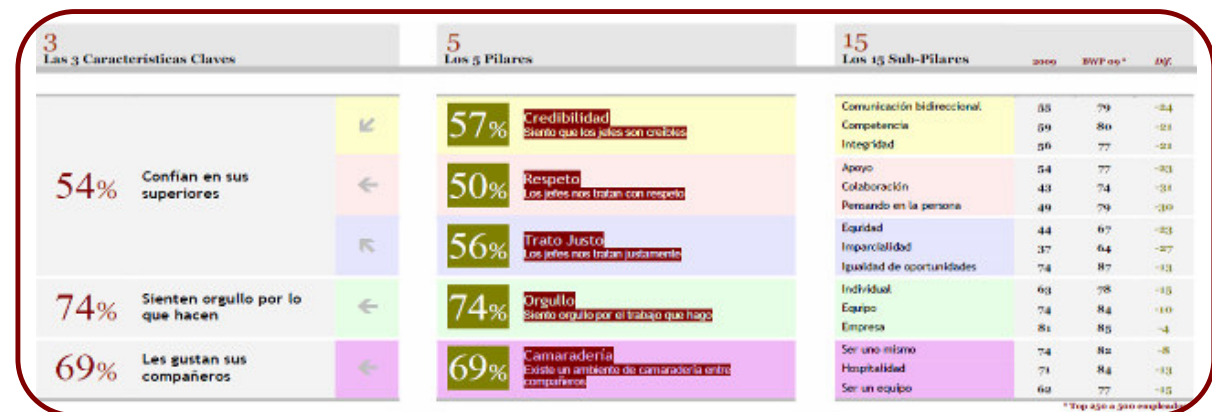 3
Las 3 Características Claves
54% Confían en sus
superiores
74% Sienten orgullo por lo
que hacen
69% Les gustan sus
compañeros
5
Los 5 Pilares
57% Credibilidad
Siento que los jefes son creíbles
50% Respeto
Los jefes nos tratan con respeto
56% Trato Justo
Los jefes nos tratan justamente
74% Orgullo
Siento orgullo por el trabajo que hago
69% Camaradería
Existe un ambiente de camaradería entre
compañeros
15
Los 15 Sub-Pilares 2009 BWP 09* Dif.
Comunicación bidireccional 55 79 -24
Competencia 59 80 -21
Integridad 56 77 -21
Apoyo 54 77 -23
Colaboración 43 74 -31
Pensando en la persona 49 79 -30
Equidad 44 67 -23
Imparcialidad 37 64 -27
Igualdad de oportunidades 74 87 -13
Individual 63 78 -15
Equipo 74 84 -10
Empresa 81 85 -4
Ser uno mismo 74 82 -8
Hospitalidad 71 84 -13
Ser un equipo 62 77 -15
* Top 250 a 500